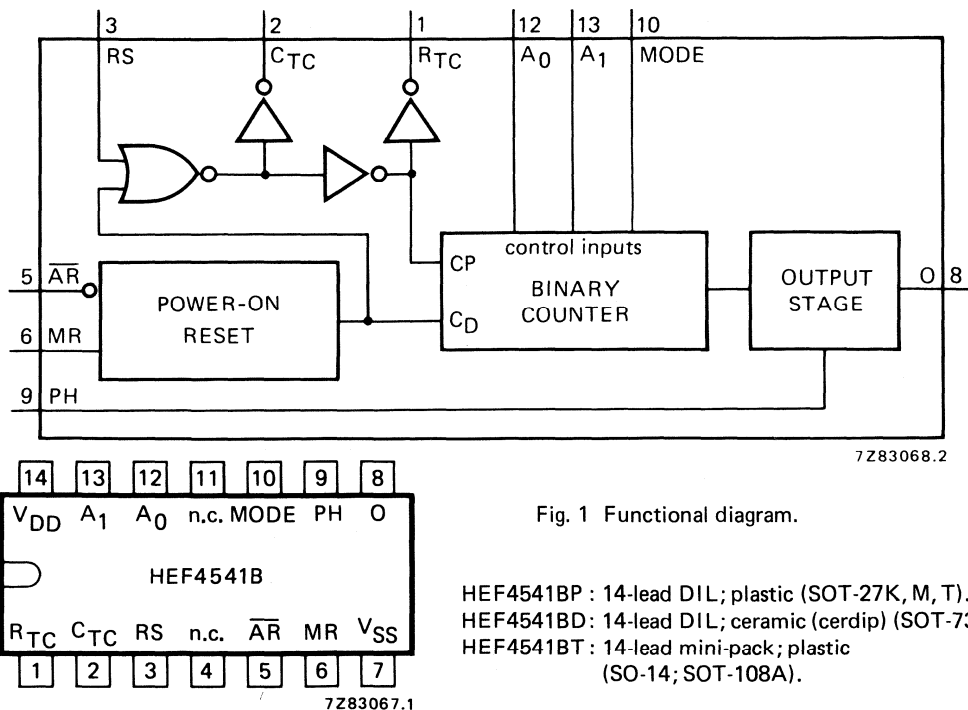 3 2 1 12 13 10
RS C TC R TC A0 A1 MODE
control inputs
CP
BINARY
COUNTER
CD
OUTPUT
STAGE
O 8
5 A̅R̅
POWER-ON
RESET
6 MR
9 PH
7Z83068.2
14 13 12 11 10 9 8
VDD A1 A0 n.c. MODE PH O
HEF4541B
RTC CTC RS n.c. A̅R̅ MR VSS
1 2 3 4 5 6 7
7Z83067.1
Fig. 1 Functional diagram.
HEF4541BP : 14-lead DIL; plastic (SOT-27K, M, T).
HEF4541BD: 14-lead DIL; ceramic (cerdip) (SOT-73
HEF4541BT : 14-lead mini-pack; plastic
(SO-14; SOT-108A).